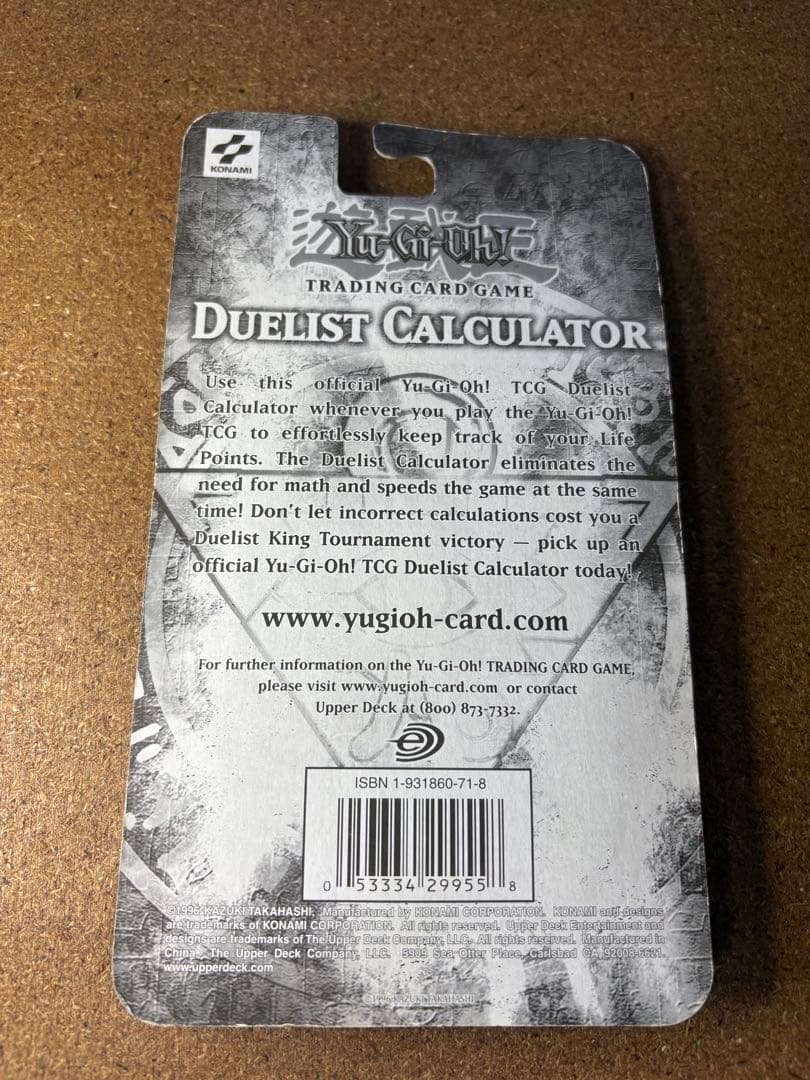 KONAMI
遊戯王
Yu-Gi-Oh!
TRADING CARD GAME
DUELIST CALCULATOR
Use this official Yu-Gi-Oh! TCG Duelist
Calculator whenever you play the Yu-Gi-Oh!
TCG to effortlessly keep track of your Life
Points. The Duelist Calculator eliminates the
need for math and speeds the game at the same
time! Don't let incorrect calculations cost you a
Duelist King Tournament victory — pick up an
official Yu-Gi-Oh! TCG Duelist Calculator today!
www.yugioh-card.com
For further information on the Yu-Gi-Oh! TRADING CARD GAME,
please visit www.yugioh-card.com or contact
Upper Deck at (800) 873-7332.
ISBN 1-931860-71-8
0 53334 29955 8
©1996 KAZUKI TAKAHASHI. Manufactured by KONAMI CORPORATION. KONAMI and designs
are trademarks of KONAMI CORPORATION. All rights reserved. Upper Deck Entertainment and
designs are trademarks of The Upper Deck Company, LLC. All rights reserved. Manufactured in
China. The Upper Deck Company, LLC. 5909 Sea Otter Place, Carlsbad CA 92008-6621.
www.upperdeck.com
©1996 KAZUKI TAKAHASHI